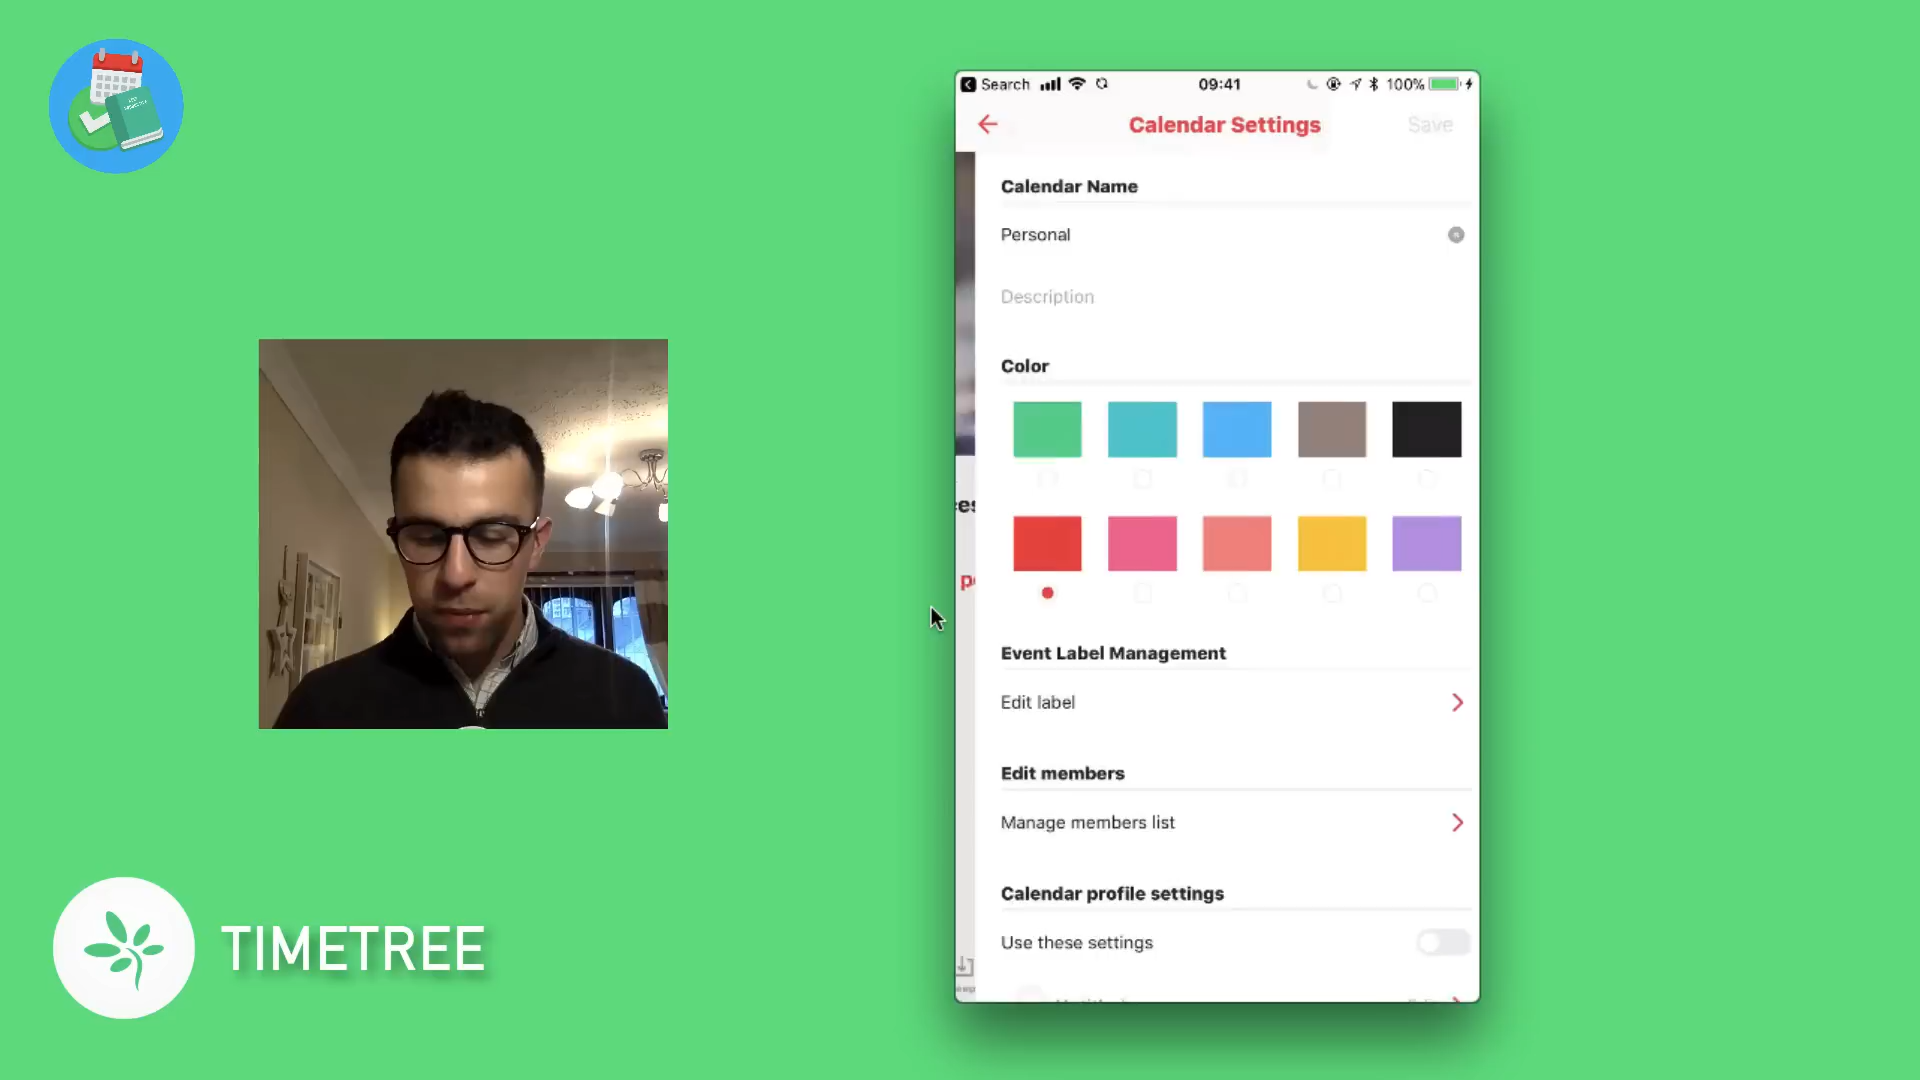 Search 09:41 100%
Calendar Settings Save
Calendar Name
Personal
Description
Color
Event Label Management
Edit label
Edit members
Manage members list
Calendar profile settings
Use these settings
TIMETREE